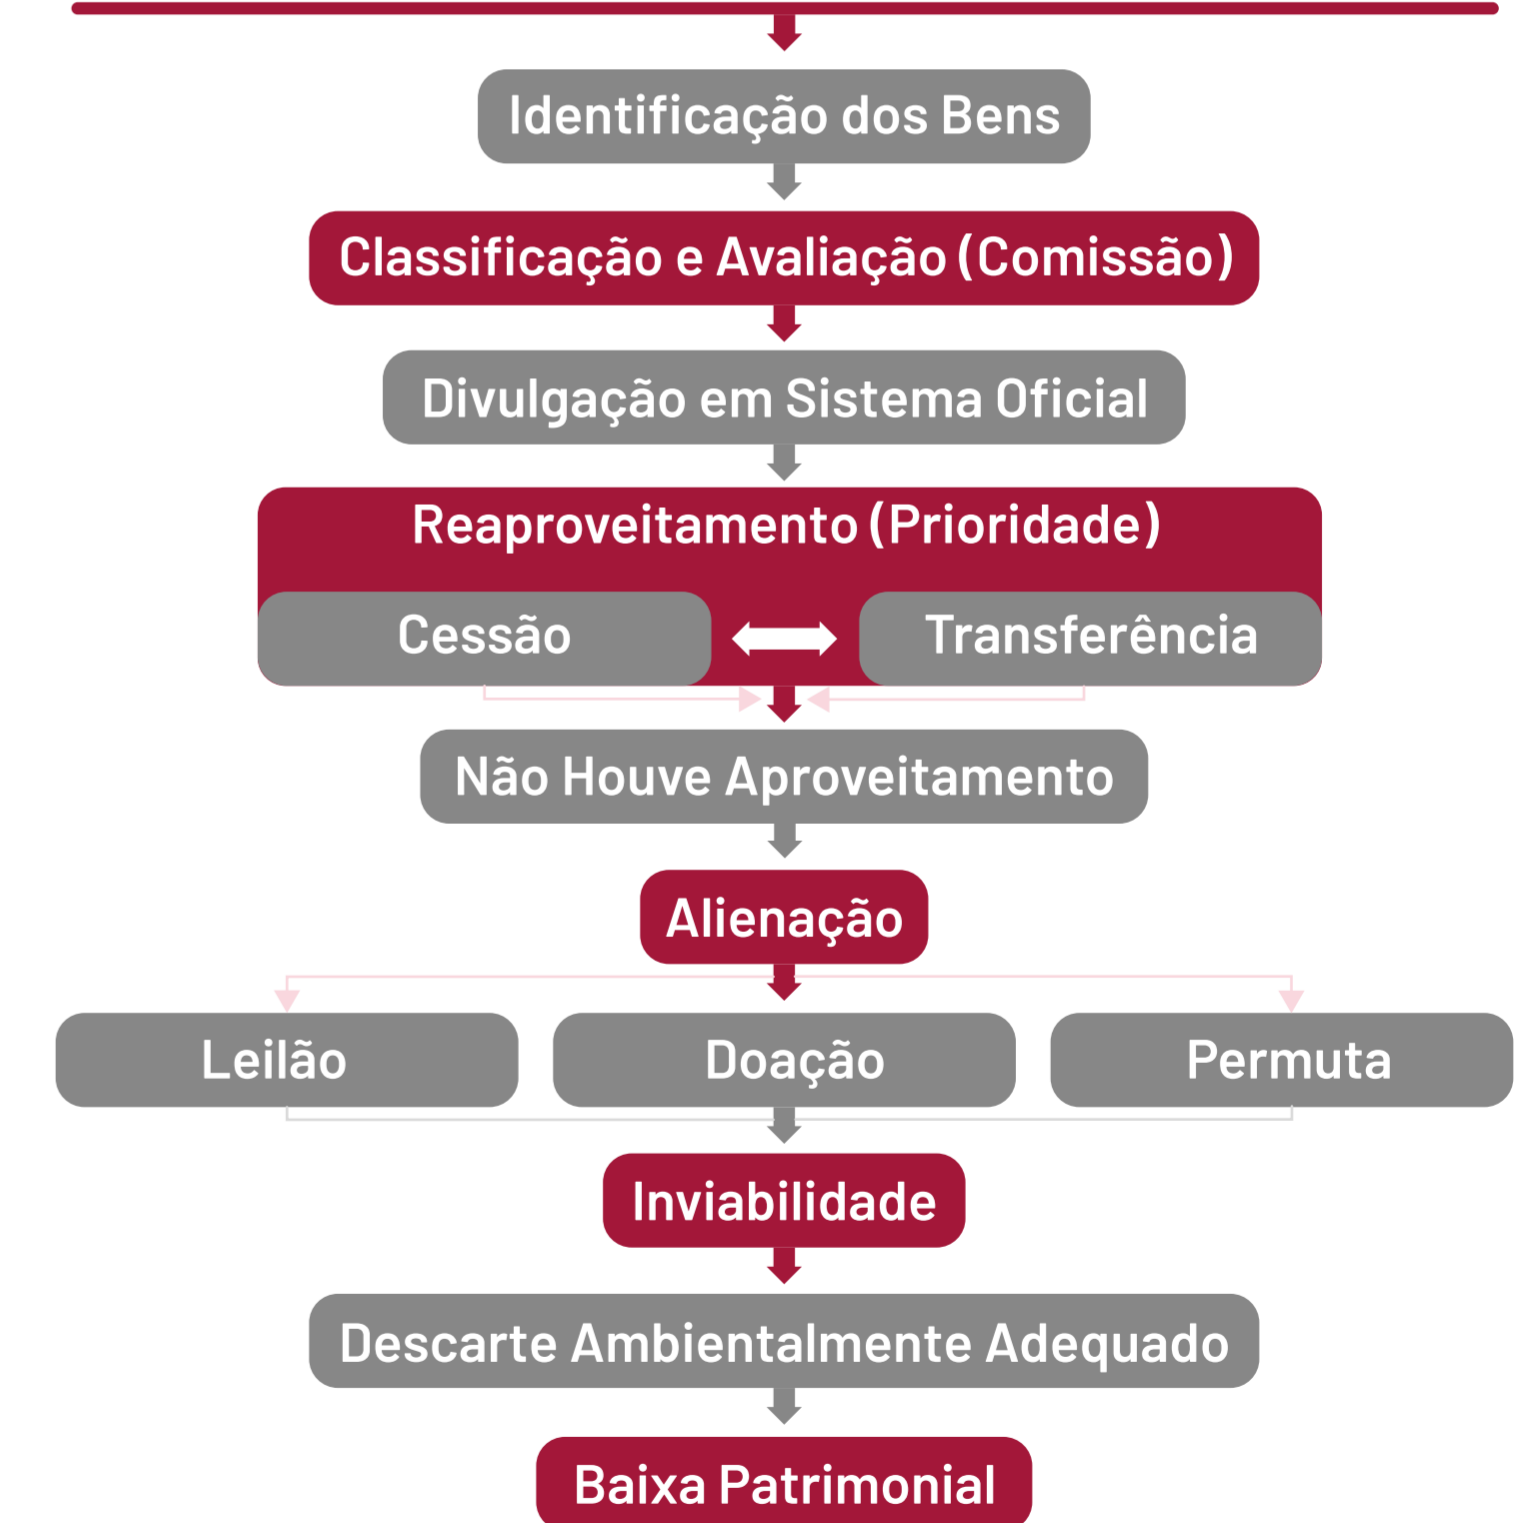 Identificação dos Bens
Classificação e Avaliação (Comissão)
Divulgação em Sistema Oficial
Reaproveitamento (Prioridade)
Cessão
Transferência
Não Houve Aproveitamento
Alienação
Leilão
Doação
Permuta
Inviabilidade
Descarte Ambientalmente Adequado
Baixa Patrimonial